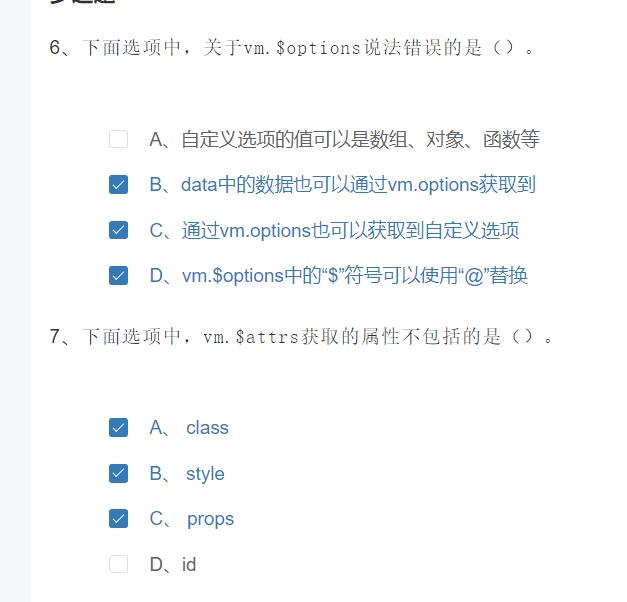 6、下面选项中，关于vm.$options说法错误的是（）。
A、自定义选项的值可以是数组、对象、函数等
B、data中的数据也可以通过vm.options获取到
C、通过vm.options也可以获取到自定义选项
D、vm.$options中的“$”符号可以使用“@”替换
7、下面选项中，vm.$attrs获取的属性不包括的是（）。
A、 class
B、 style
C、 props
D、id